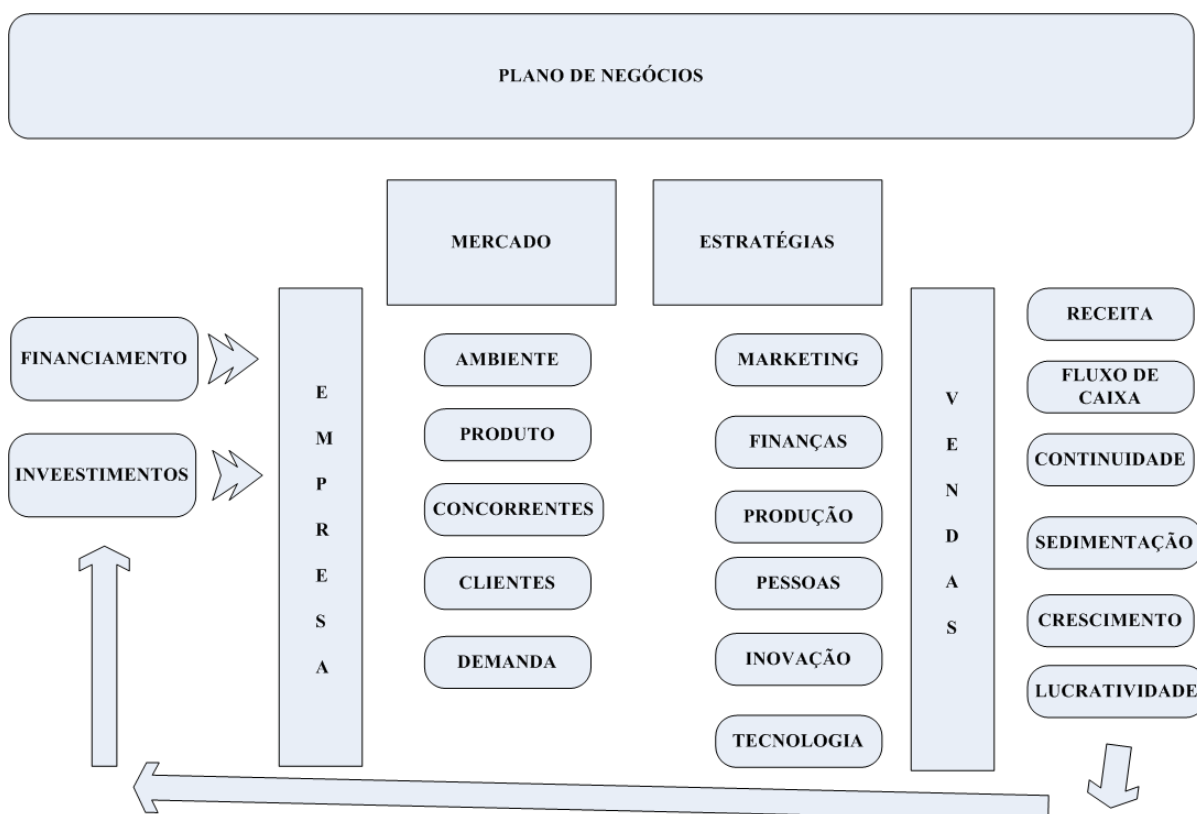 PLANO DE NEGÓCIOS
MERCADO
ESTRATÉGIAS
FINANCIAMENTO
INVEESTIMENTOS
E
M
P
R
E
S
A
AMBIENTE
PRODUTO
CONCORRENTES
CLIENTES
DEMANDA
MARKETING
FINANÇAS
PRODUÇÃO
PESSOAS
INOVAÇÃO
TECNOLOGIA
V
E
N
D
A
S
RECEITA
FLUXO DE
CAIXA
CONTINUIDADE
SEDIMENTAÇÃO
CRESCIMENTO
LUCRATIVIDADE